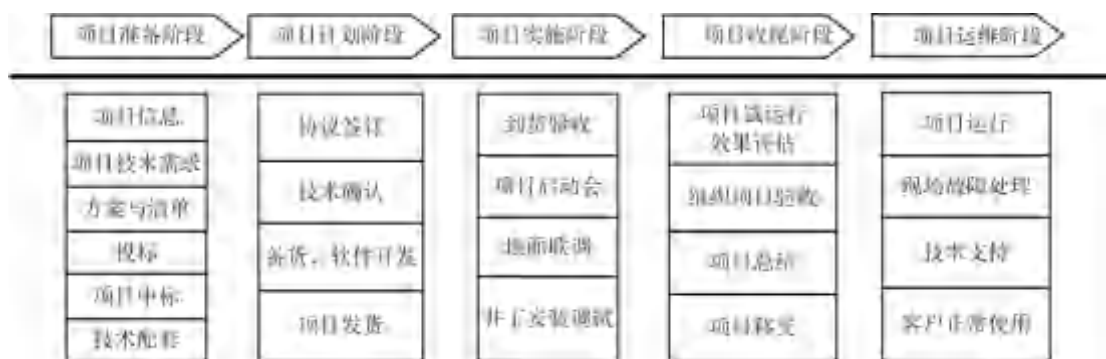 项目准备阶段
项目计划阶段
项目实施阶段
项目收尾阶段
项目运维阶段
项目信息
项目技术需求
方案与清单
投标
项目中标
技术配套
协议签订
技术确认
备货、软件开发
项目发货
到货验收
项目启动会
地面联调
井下安装调试
项目试运行
效果评估
组织项目验收
项目总结
项目移交
项目运行
现场故障处理
技术支持
客户正常使用